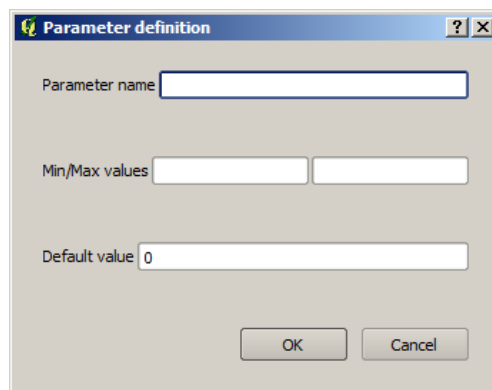 Parameter definition
Parameter name
Min/Max values
Default value 0
OK Cancel